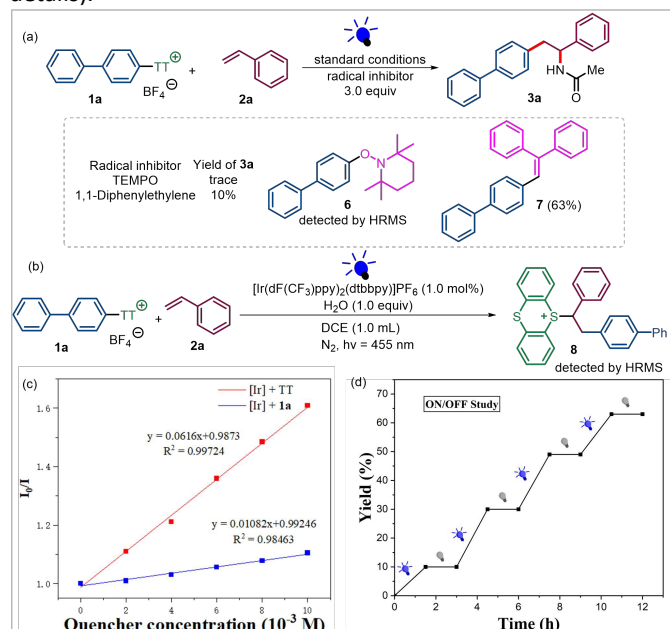 details).
(a)
TT
⊕
BF4
⊖
1a
+
2a
standard conditions
radical inhibitor
3.0 equiv
HN
Me
O
3a
Radical inhibitor Yield of 3a
TEMPO trace
1,1-Diphenylethylene 10%
O
N
6
detected by HRMS
7 (63%)
(b)
TT
⊕
BF4
⊖
1a
+
2a
[Ir(dF(CF3)ppy)2(dtbbpy)]PF6 (1.0 mol%)
H2O (1.0 equiv)
DCE (1.0 mL)
N2, hv = 455 nm
S
S
+
Ph
8
detected by HRMS
(c)
[Ir] + TT
[Ir] + 1a
y = 0.0616x+0.9873
R2 = 0.99724
y = 0.01082x+0.99246
R2 = 0.98463
I0/I
1.6
1.4
1.2
1.0
0 2 4 6 8 10
Quencher concentration (10-3 M)
(d)
ON/OFF Study
Yield (%)
70
60
50
40
30
20
10
0
0 2 4 6 8 10 12
Time (h)